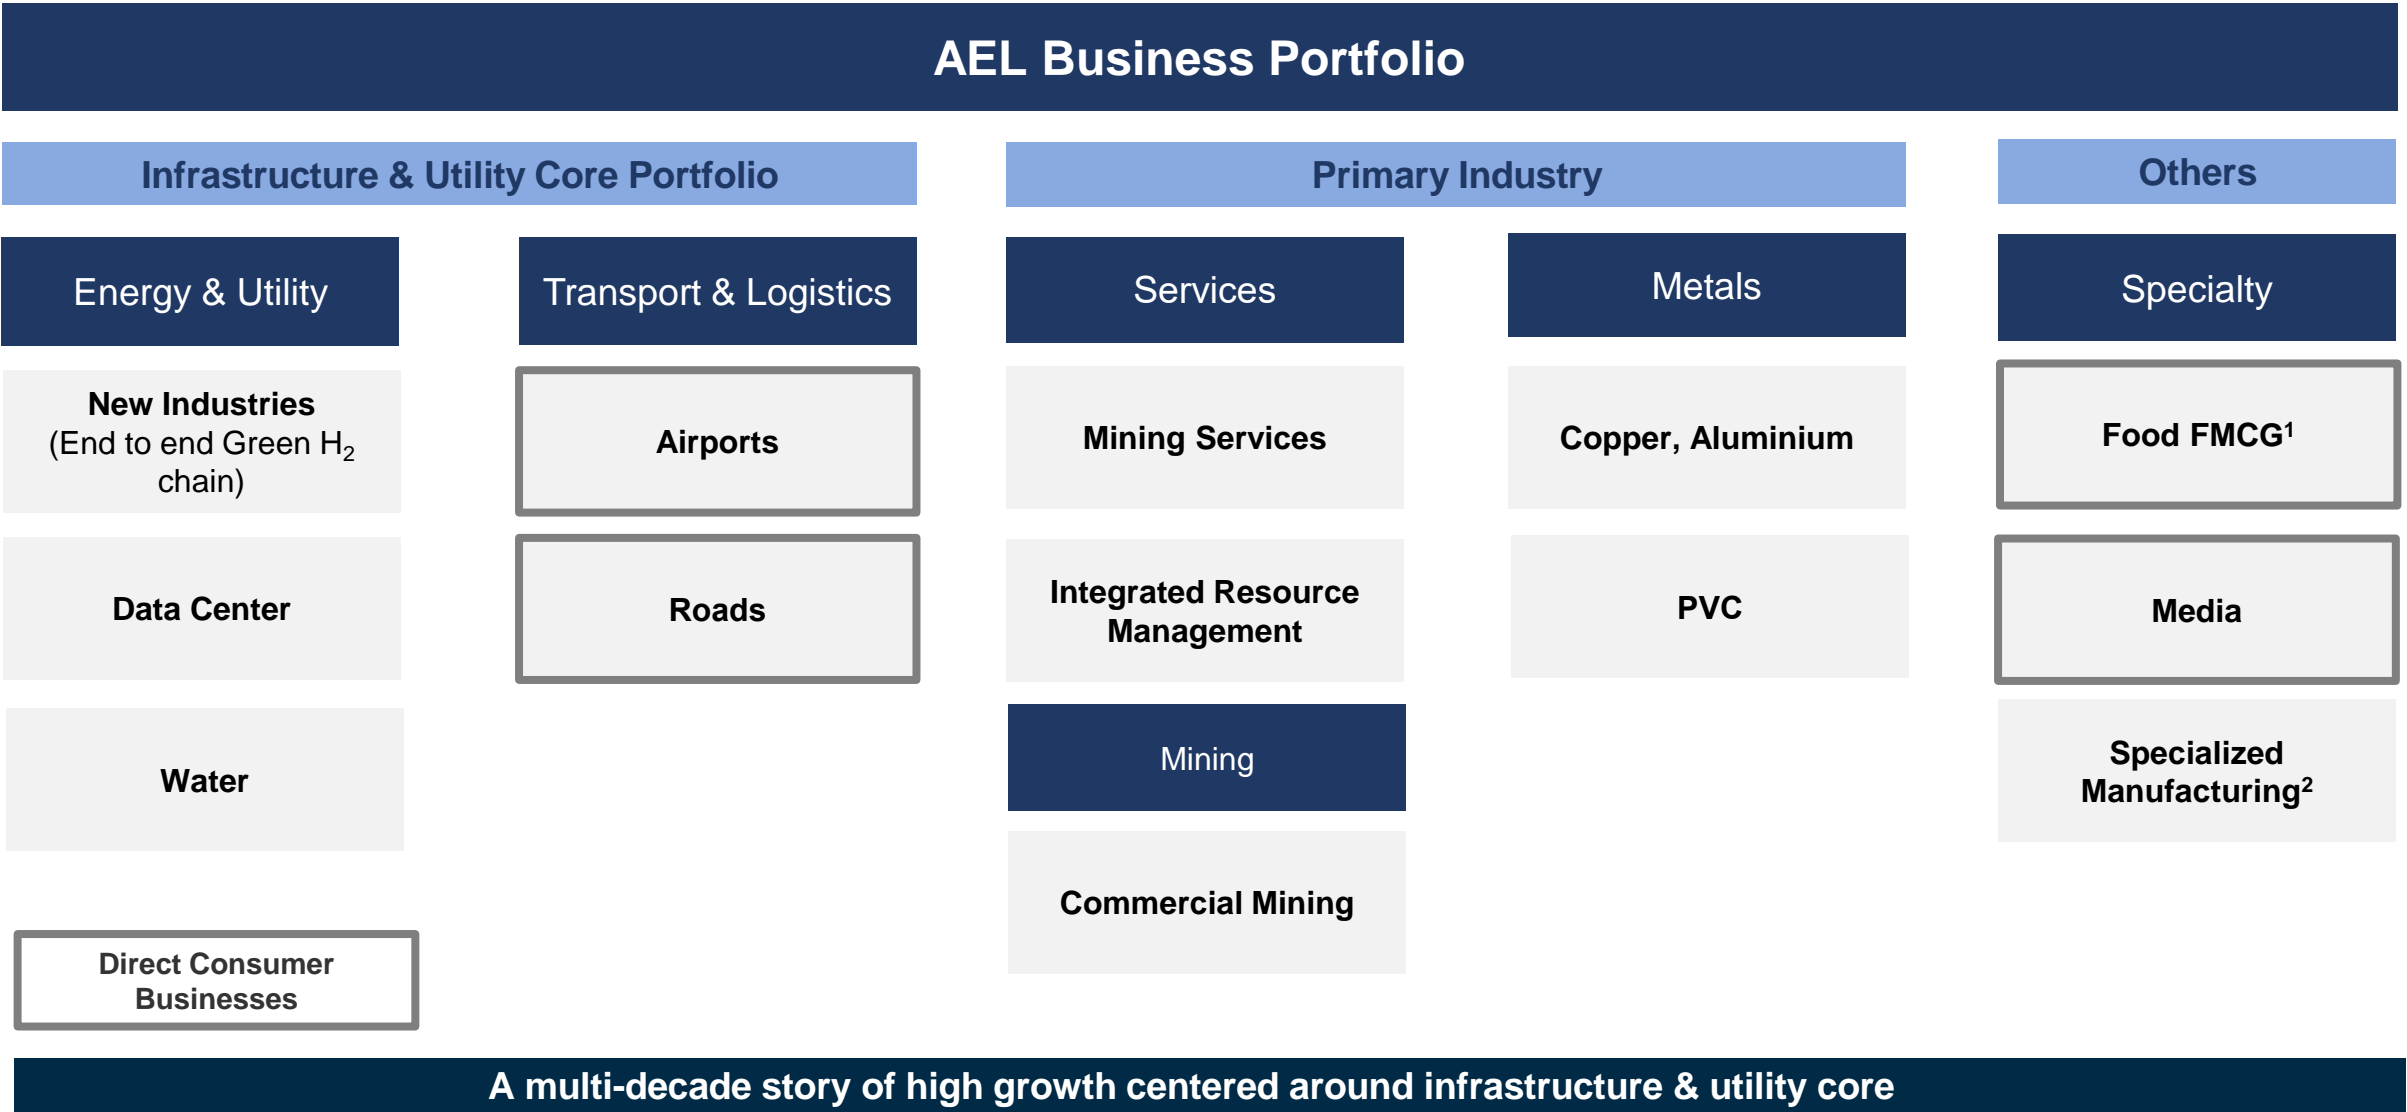 AEL Business Portfolio
Infrastructure & Utility Core Portfolio
Primary Industry
Others
Energy & Utility
Transport & Logistics
Services
Metals
Specialty
New Industries
(End to end Green H₂
chain)
Airports
Mining Services
Copper, Aluminium
Food FMCG¹
Data Center
Roads
Integrated Resource
Management
PVC
Media
Water
Mining
Specialized
Manufacturing²
Commercial Mining
Direct Consumer
Businesses
A multi-decade story of high growth centered around infrastructure & utility core